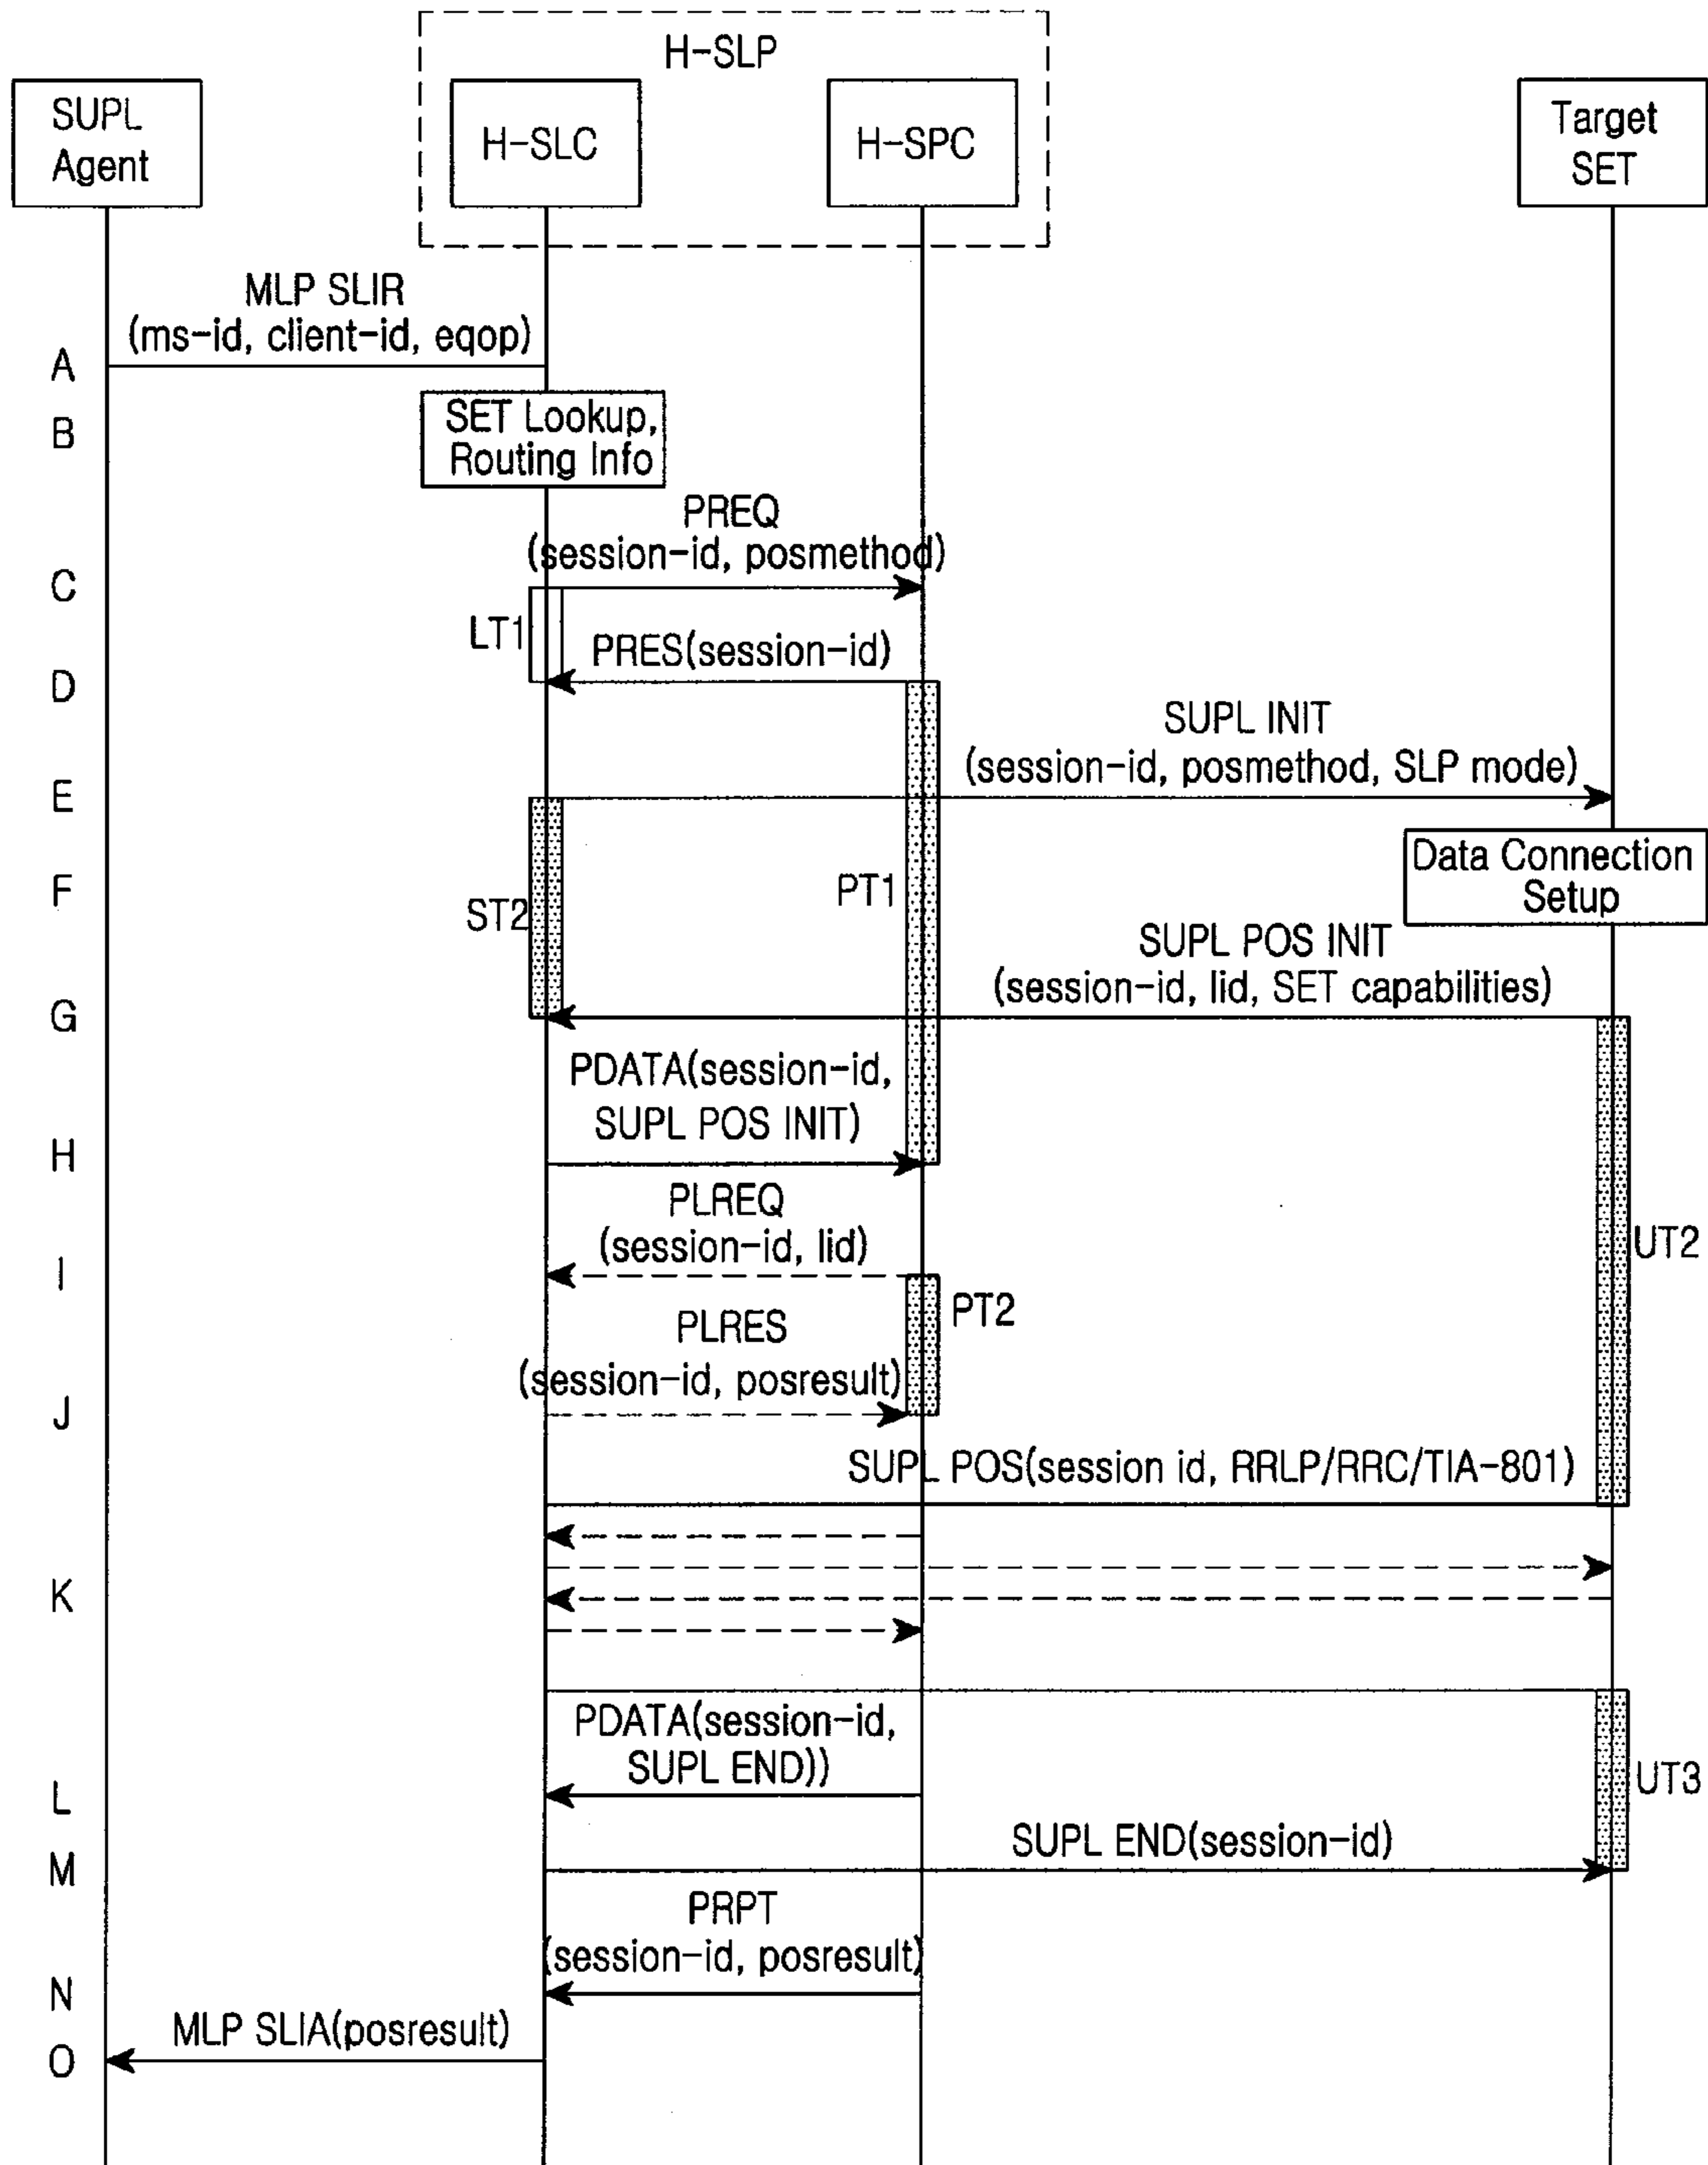 H-SLP
SUPL
Agent
H-SLC
H-SPC
Target
SET
MLP SLIR
(ms-id, client-id, eqop)
A
B
SET Lookup,
Routing Info
PREQ
(session-id, posmethod)
C
LT1
PRES(session-id)
D
SUPL INIT
(session-id, posmethod, SLP mode)
E
Data Connection
Setup
F
PT1
ST2
SUPL POS INIT
(session-id, lid, SET capabilities)
G
PDATA(session-id,
SUPL POS INIT)
H
PLREQ
(session-id, lid)
UT2
I
PT2
PLRES
(session-id, posresult)
J
SUPL POS(session id, RRLP/RRC/TIA-801)
K
PDATA(session-id,
SUPL END))
UT3
L
SUPL END(session-id)
M
PRPT
(session-id, posresult)
N
MLP SLIA(posresult)
O